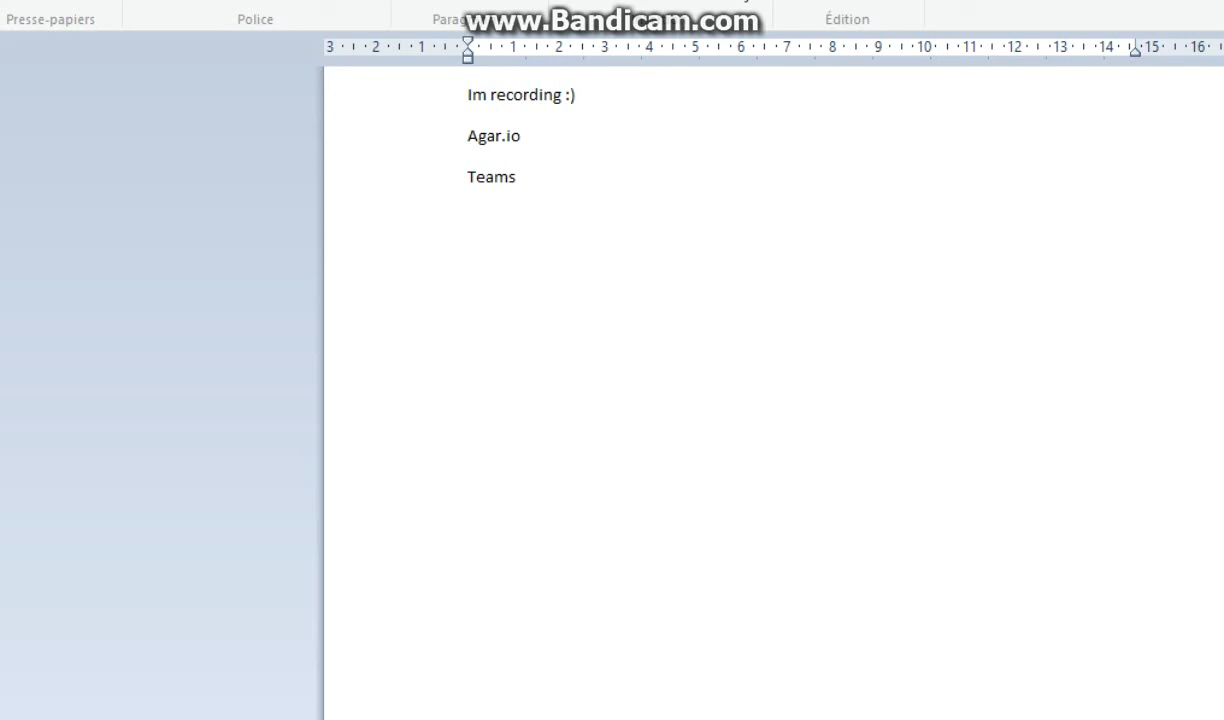 www.Bandicam.com
Presse-papiers Police Édition
3 2 1 1 2 3 4 5 6 7 8 9 10 11 12 13 14 15 16
Im recording :)
Agar.io
Teams